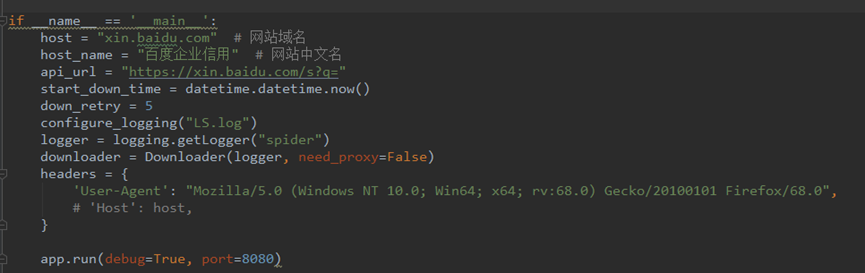 if __name__ == '__main__':
    host = "xin.baidu.com"  # 网站域名
    host_name = "百度企业信用"  # 网站中文名
    api_url = "https://xin.baidu.com/s?q="
    start_down_time = datetime.datetime.now()
    down_retry = 5
    configure_logging("LS.log")
    logger = logging.getLogger("spider")
    downloader = Downloader(logger, need_proxy=False)
    headers = {
        'User-Agent': "Mozilla/5.0 (Windows NT 10.0; Win64; x64; rv:68.0) Gecko/20100101 Firefox/68.0",
        # 'Host': host,
    }
    app.run(debug=True, port=8080)